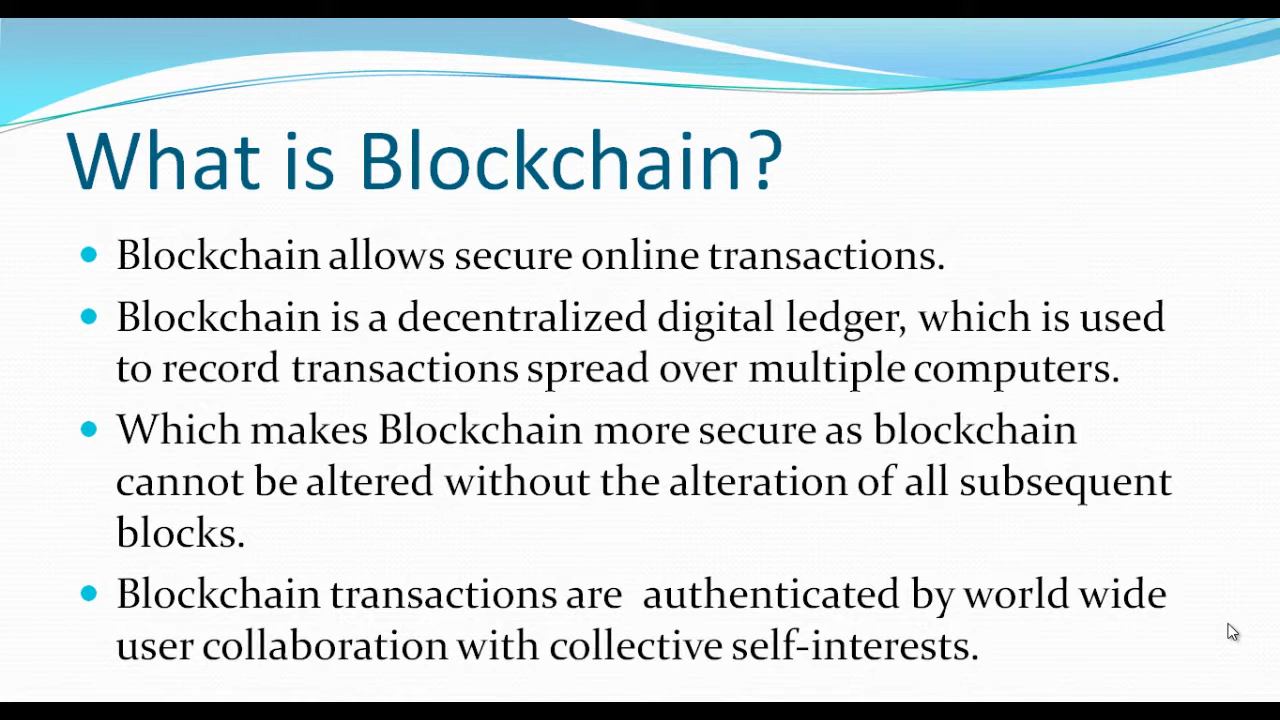 What is Blockchain?
Blockchain allows secure online transactions.
Blockchain is a decentralized digital ledger, which is used
to record transactions spread over multiple computers.
Which makes Blockchain more secure as blockchain
cannot be altered without the alteration of all subsequent
blocks.
Blockchain transactions are  authenticated by world wide
user collaboration with collective self-interests.